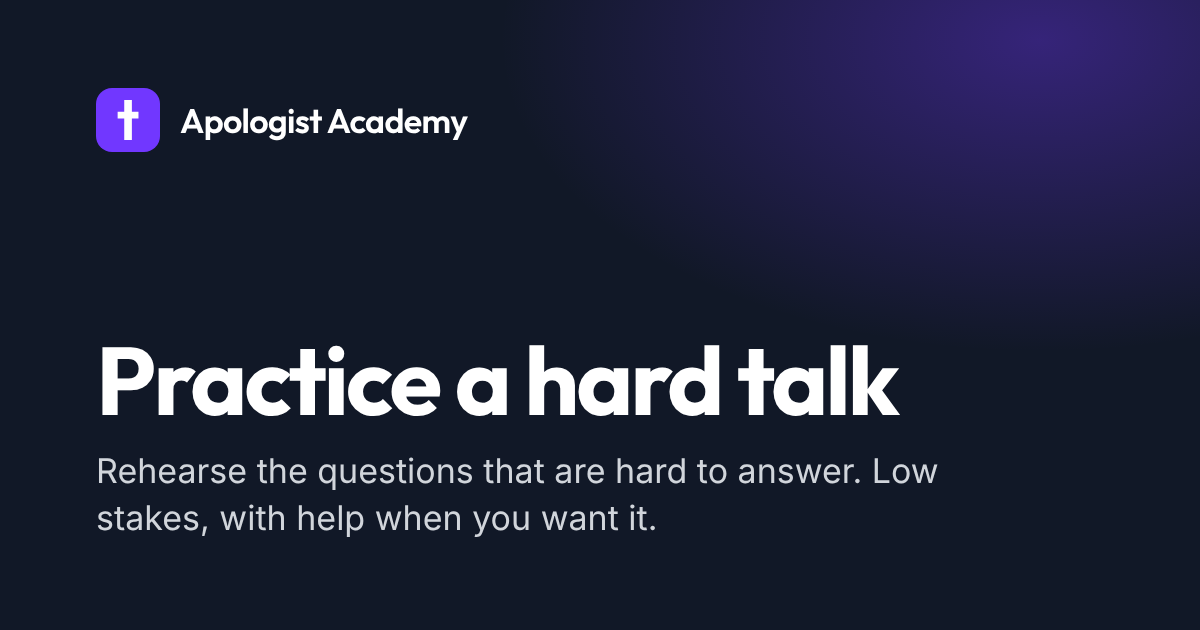 Apologist Academy
Practice a hard talk
Rehearse the questions that are hard to answer. Low
stakes, with help when you want it.